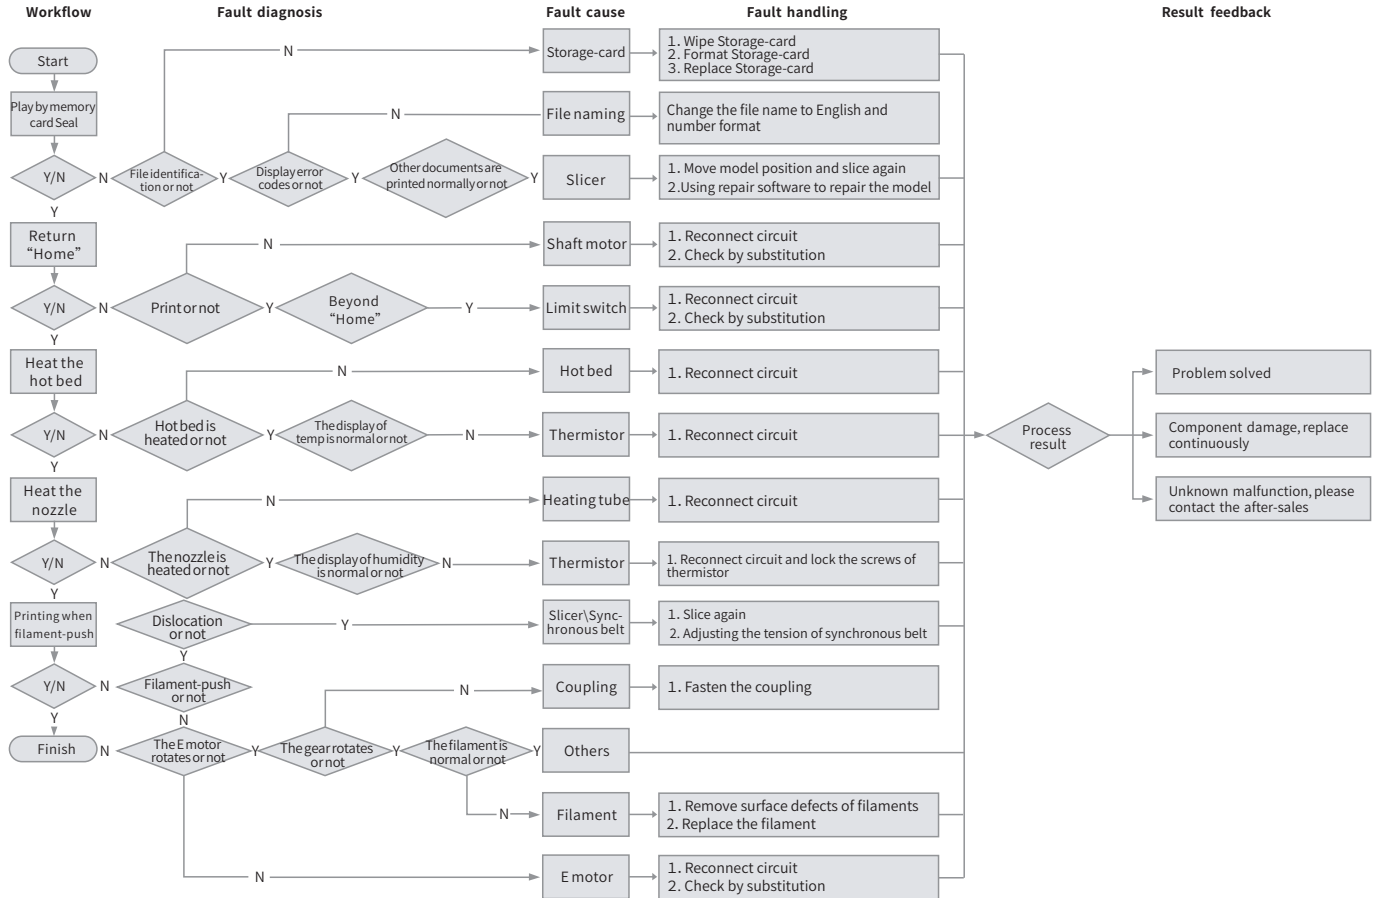 Workflow
Fault diagnosis
Fault cause
Fault handling
Result feedback
Start
N
Storage-card
1. Wipe Storage-card
2. Format Storage-card
3. Replace Storage-card
Play by memory
card Seal
N
File naming
Change the file name to English and
number format
Y/N
N
File identifica-
tion or not
Y
Display error
codes or not
Y
Other documents are
printed normally or not
Y
Slicer
1. Move model position and slice again
2.Using repair software to repair the model
Y
Return
“Home”
N
Shaft motor
1. Reconnect circuit
2. Check by substitution
Y/N
N
Print or not
Y
Beyond
“Home”
Y
Limit switch
1. Reconnect circuit
2. Check by substitution
Y
Heat the
hot bed
N
Hot bed
1. Reconnect circuit
Problem solved
Y/N
N
Hot bed is
heated or not
Y
The display of
temp is normal or not
N
Thermistor
1. Reconnect circuit
Process
result
Component damage, replace
continuously
Y
Heat the
nozzle
N
Heating tube
1. Reconnect circuit
Unknown malfunction, please
contact the after-sales
Y/N
N
The nozzle is
heated or not
Y
The display of humidity
is normal or not
N
Thermistor
1. Reconnect circuit and lock the screws of
thermistor
Y
Printing when
filament-push
Dislocation
or not
Y
Slicer\Sync-
hronous belt
1. Slice again
2. Adjusting the tension of synchronous belt
Y
Y/N
N
Filament-push
or not
N
Coupling
1. Fasten the coupling
Y
N
Finish
N
The E motor
rotates or not
Y
The gear rotates
or not
Y
The filament is
normal or not
Y
Others
N
Filament
1. Remove surface defects of filaments
2. Replace the filament
N
E motor
1. Reconnect circuit
2. Check by substitution